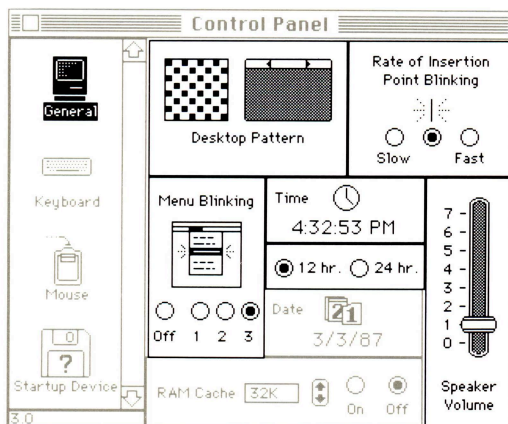 Control Panel
General
Keyboard
Mouse
Startup Device
3.0
Desktop Pattern
Rate of Insertion
Point Blinking
Slow Fast
Menu Blinking
Off 1 2 3
Time
4:32:53 PM
12 hr. 24 hr.
Date
21
3/3/87
RAM Cache 32K
On Off
7
6
5
4
3
2
1
0
Speaker
Volume